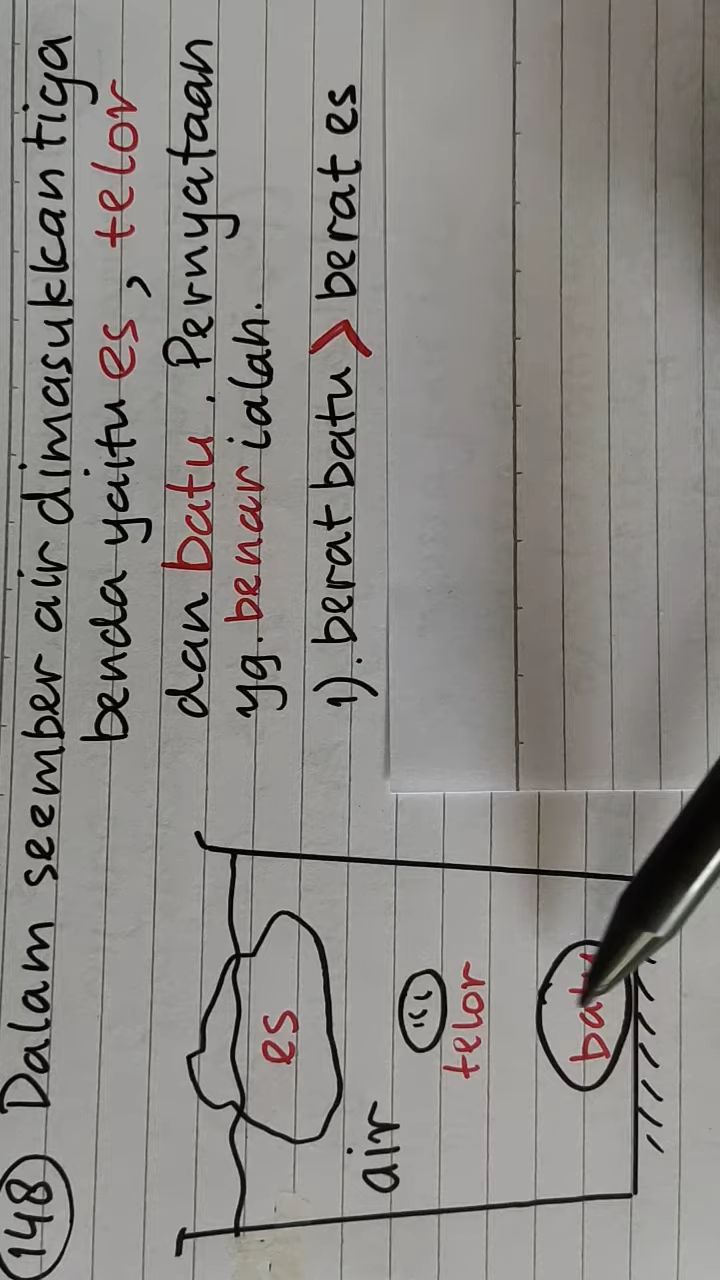 148 Dalam seember air dimasukkan tiga
benda yaitu es, telor
dan batu. Pernyataan
yg. benar ialah.
1). berat batu > berat es
es
air
telor